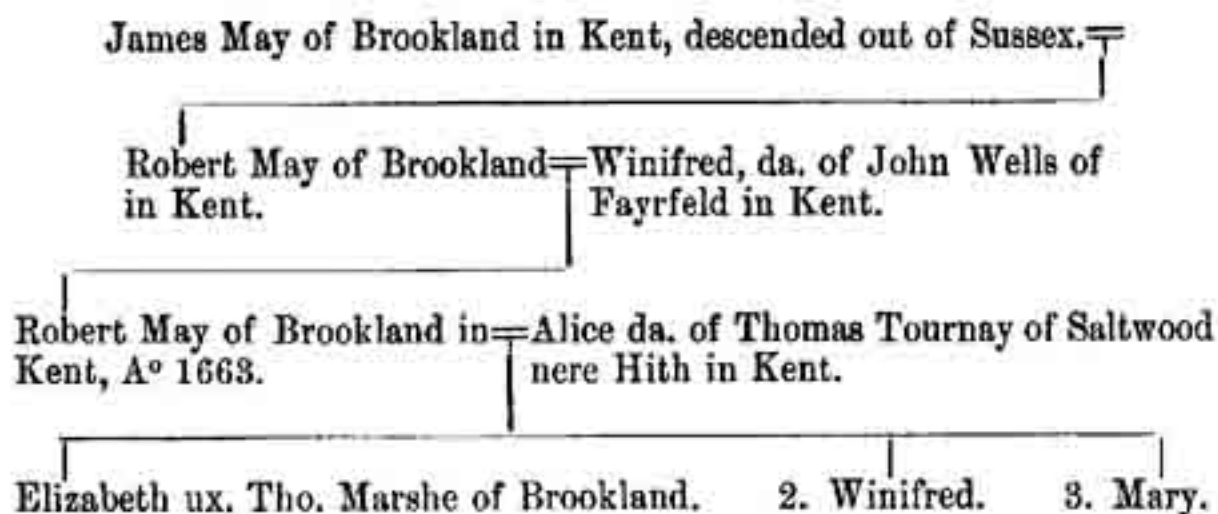 James May of Brookland in Kent, descended out of Sussex.
Robert May of Brookland=Winifred, da. of John Wells of
in Kent. Fayrfeld in Kent.
Robert May of Brookland in=Alice da. of Thomas Tournay of Saltwood
Kent, Aº 1663. nere Hith in Kent.
Elizabeth ux. Tho. Marshe of Brookland. 2. Winifred. 3. Mary.